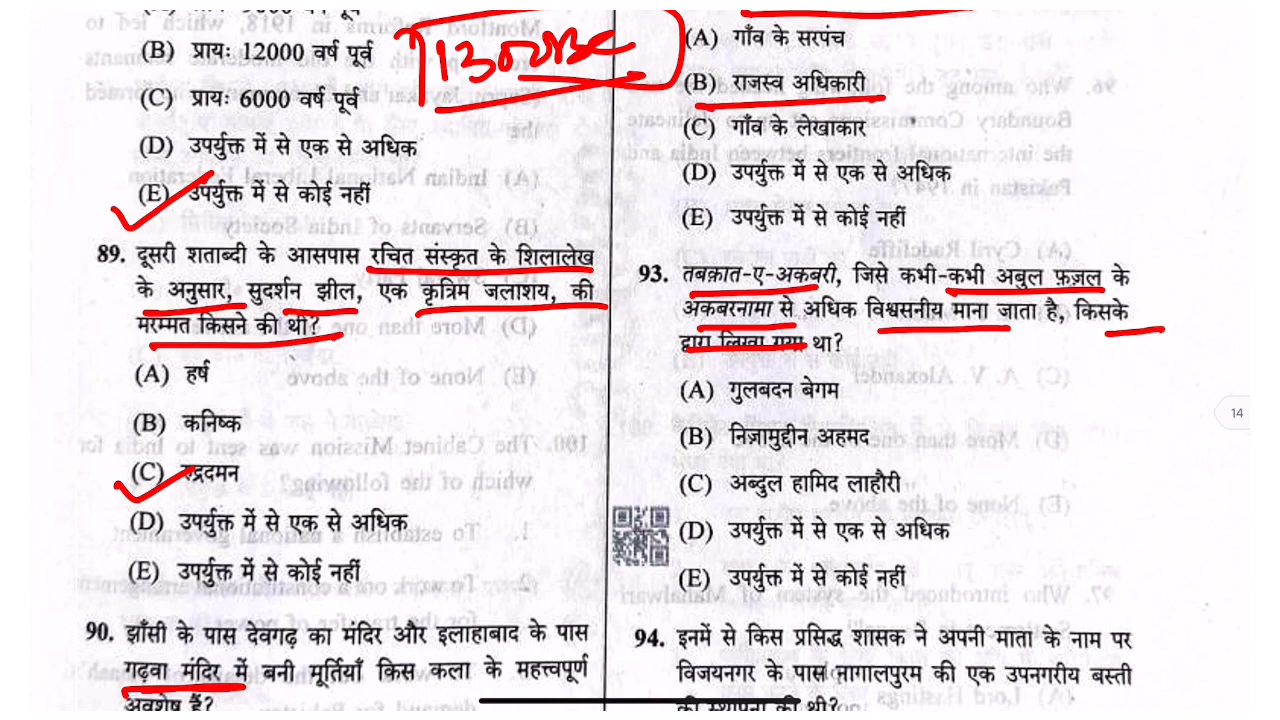 (B) प्रायः 12000 वर्ष पूर्व
(C) प्रायः 6000 वर्ष पूर्व
(D) उपर्युक्त में से एक से अधिक
(E) उपर्युक्त में से कोई नहीं
89. दूसरी शताब्दी के आसपास रचित संस्कृत के शिलालेख
के अनुसार, सुदर्शन झील, एक कृत्रिम जलाशय, की
मरम्मत किसने की थी?
(A) हर्ष
(B) कनिष्क
(C) रुद्रदमन
(D) उपर्युक्त में से एक से अधिक
(E) उपर्युक्त में से कोई नहीं
90. झाँसी के पास देवगढ़ का मंदिर और इलाहाबाद के पास
गढ़वा मंदिर में बनी मूर्तियाँ किस कला के महत्त्वपूर्ण
अवशेष हैं?
(A) गाँव के सरपंच
(B) राजस्व अधिकारी
(C) गाँव के लेखाकार
(D) उपर्युक्त में से एक से अधिक
(E) उपर्युक्त में से कोई नहीं
93. तबक़ात-ए-अकबरी, जिसे कभी-कभी अबुल फ़ज़ल के
अकबरनामा से अधिक विश्वसनीय माना जाता है, किसके
द्वारा लिखा गया था?
(A) गुलबदन बेगम
(B) निज़ामुद्दीन अहमद
(C) अब्दुल हामिद लाहौरी
(D) उपर्युक्त में से एक से अधिक
(E) उपर्युक्त में से कोई नहीं
94. इनमें से किस प्रसिद्ध शासक ने अपनी माता के नाम पर
विजयनगर के पास नागालपुरम की एक उपनगरीय बस्ती
की स्थापना की थी?
14